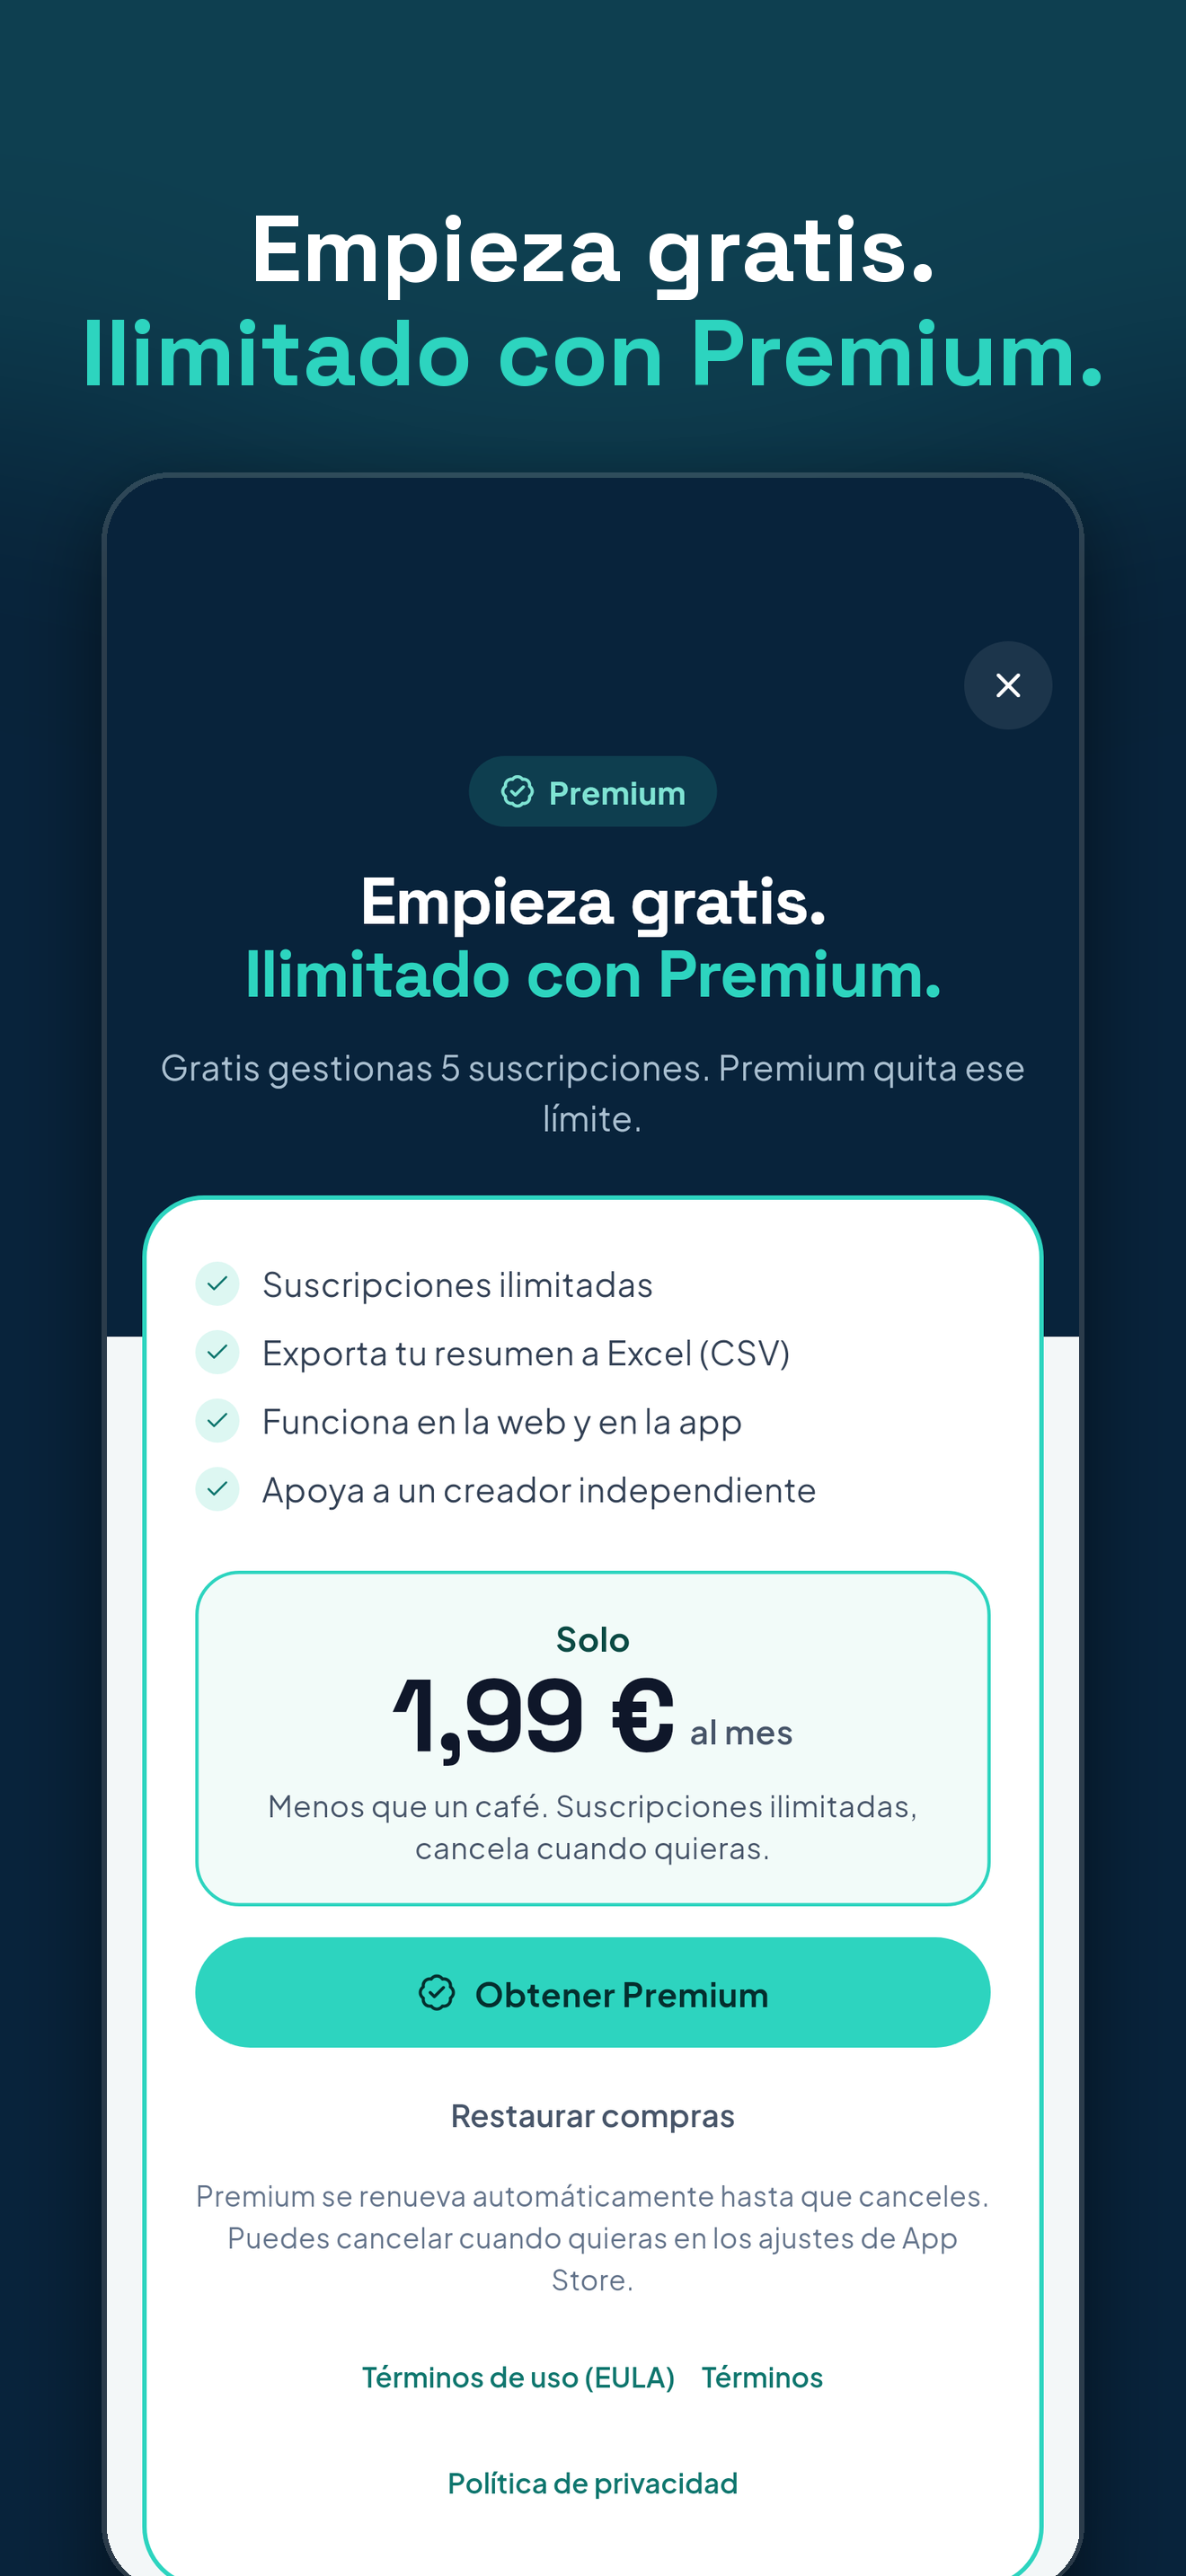 Empieza gratis.
Ilimitado con Premium.
Premium
Empieza gratis.
Ilimitado con Premium.
Gratis gestionas 5 suscripciones. Premium quita ese
límite.
Suscripciones ilimitadas
Exporta tu resumen a Excel (CSV)
Funciona en la web y en la app
Apoya a un creador independiente
Solo
1,99 € al mes
Menos que un café. Suscripciones ilimitadas,
cancela cuando quieras.
Obtener Premium
Restaurar compras
Premium se renueva automáticamente hasta que canceles.
Puedes cancelar cuando quieras en los ajustes de App
Store.
Términos de uso (EULA) Términos
Política de privacidad